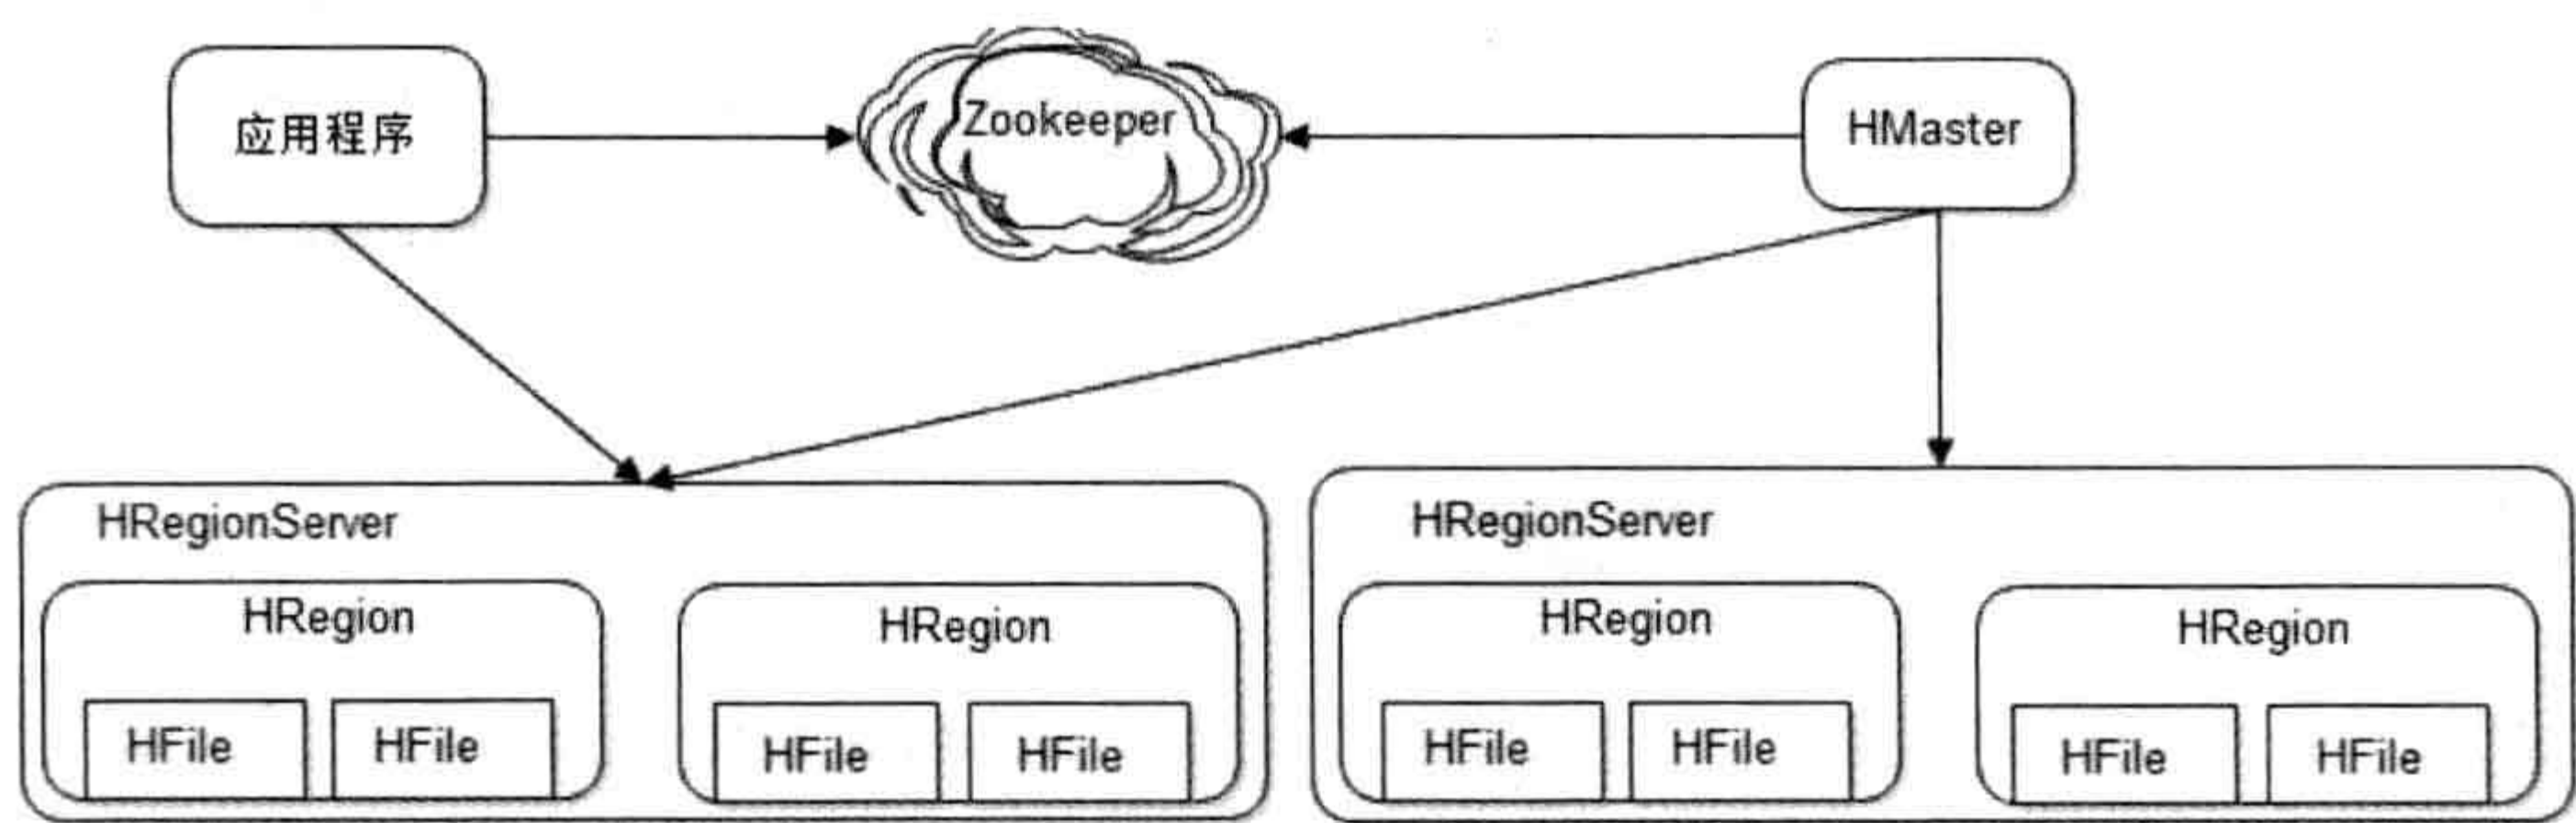 应用程序
Zookeeper
HMaster
HRegionServer
HRegion
HFile
HFile
HRegion
HFile
HFile
HRegionServer
HRegion
HFile
HFile
HRegion
HFile
HFile